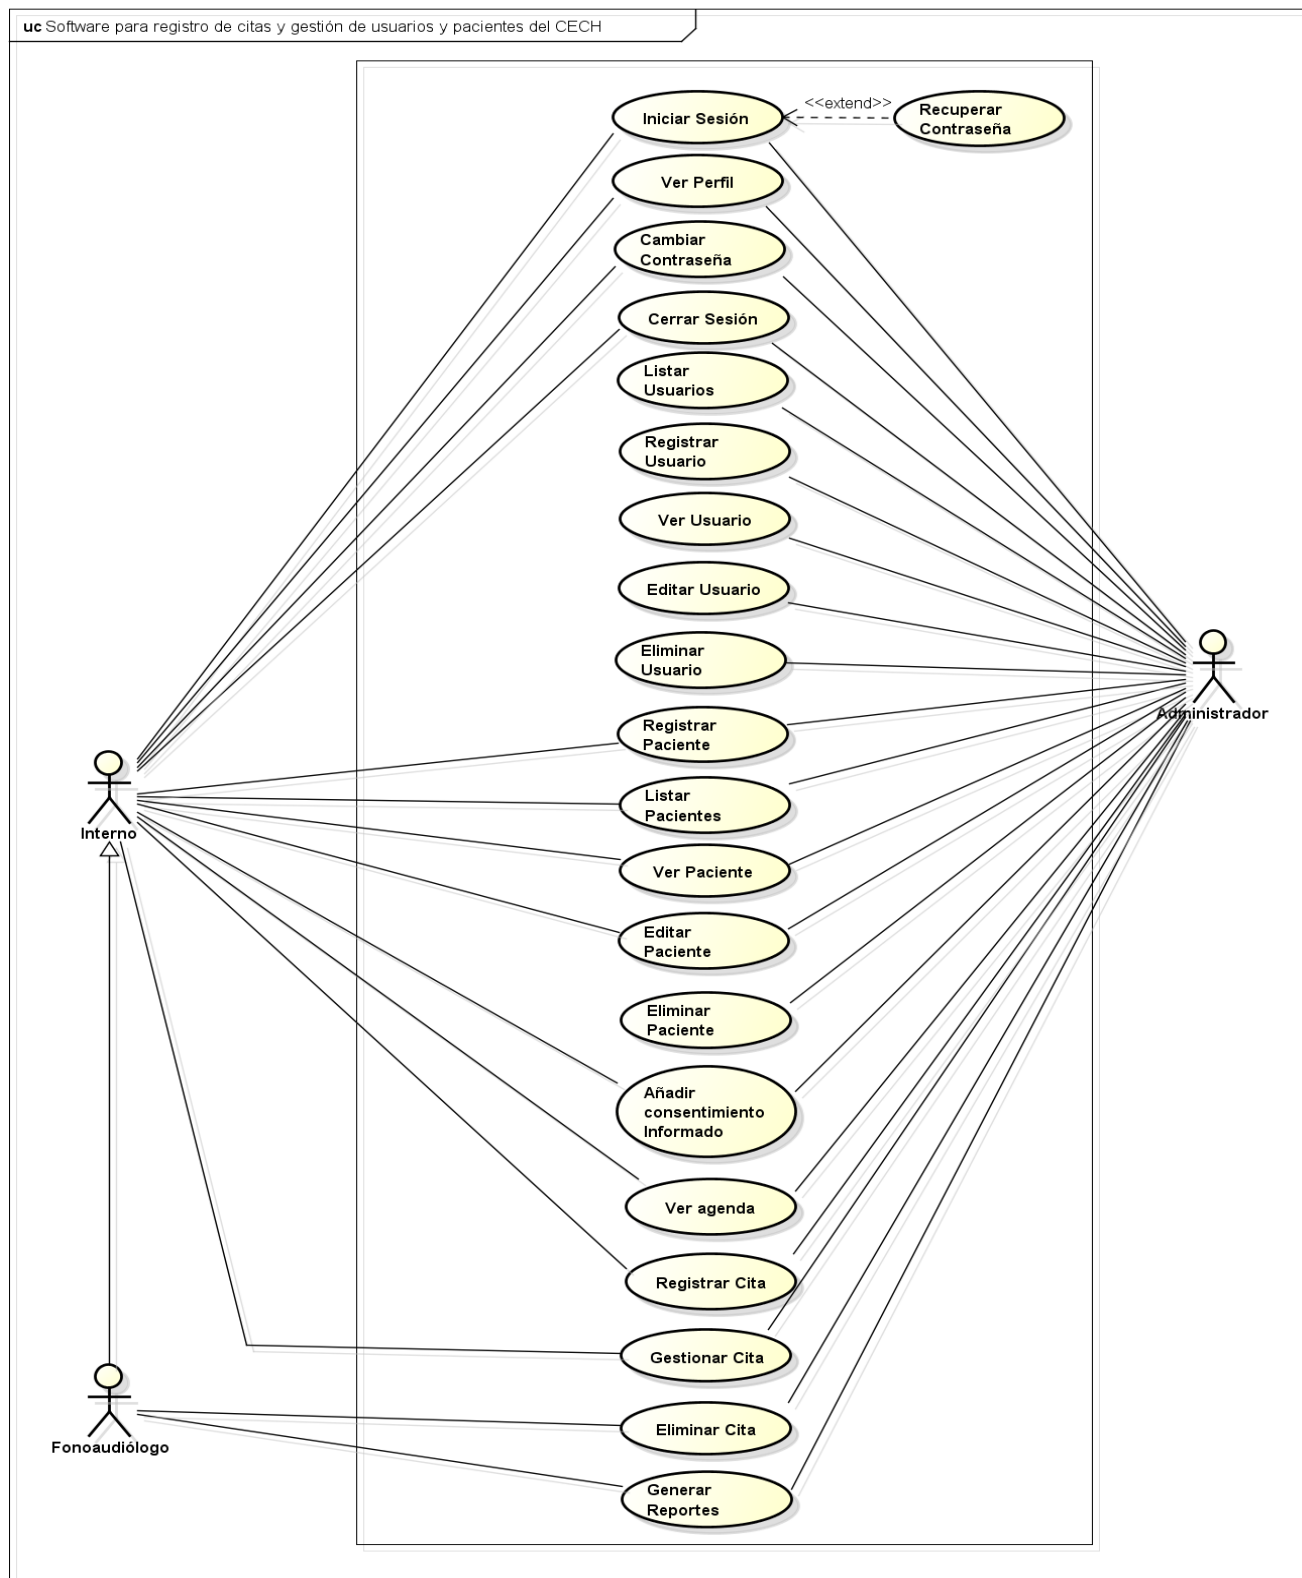 uc Software para registro de citas y gestión de usuarios y pacientes del CECH
Iniciar Sesión
<<extend>>
Recuperar
Contraseña
Ver Perfil
Cambiar
Contraseña
Cerrar Sesión
Listar
Usuarios
Registrar
Usuario
Ver Usuario
Editar Usuario
Eliminar
Usuario
Administrador
Registrar
Paciente
Listar
Pacientes
Interno
Ver Paciente
Editar
Paciente
Eliminar
Paciente
Añadir
consentimiento
Informado
Ver agenda
Registrar Cita
Gestionar Cita
Eliminar Cita
Fonoaudiólogo
Generar
Reportes